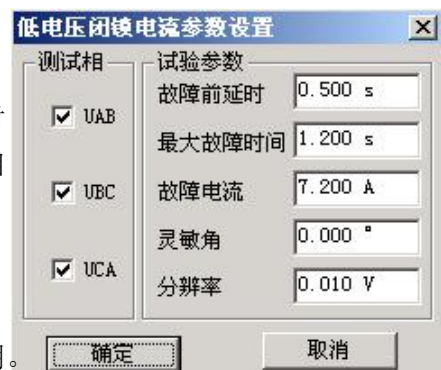 低电压闭锁电流参数设置
测试相
UAB
UBC
UCA
试验参数
故障前延时 0.500 s
最大故障时间 1.200 s
故障电流 7.200 A
灵敏角 0.000 °
分辨率 0.010 V
确定
取消
。